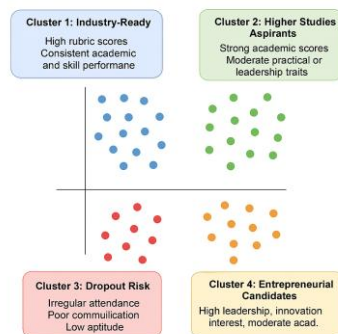 Cluster 1: Industry-Ready
High rubric scores
Consistent academic
and skill performane
Cluster 2: Higher Studies
Aspirants
Strong academic scores
Moderate practical or
leadership traits
Cluster 3: Dropout Risk
Irregular attendance
Poor commuilication
Low aptitude
Cluster 4: Entrepreneurial
Candidates
High leadership, innovation
interest, moderate acad.